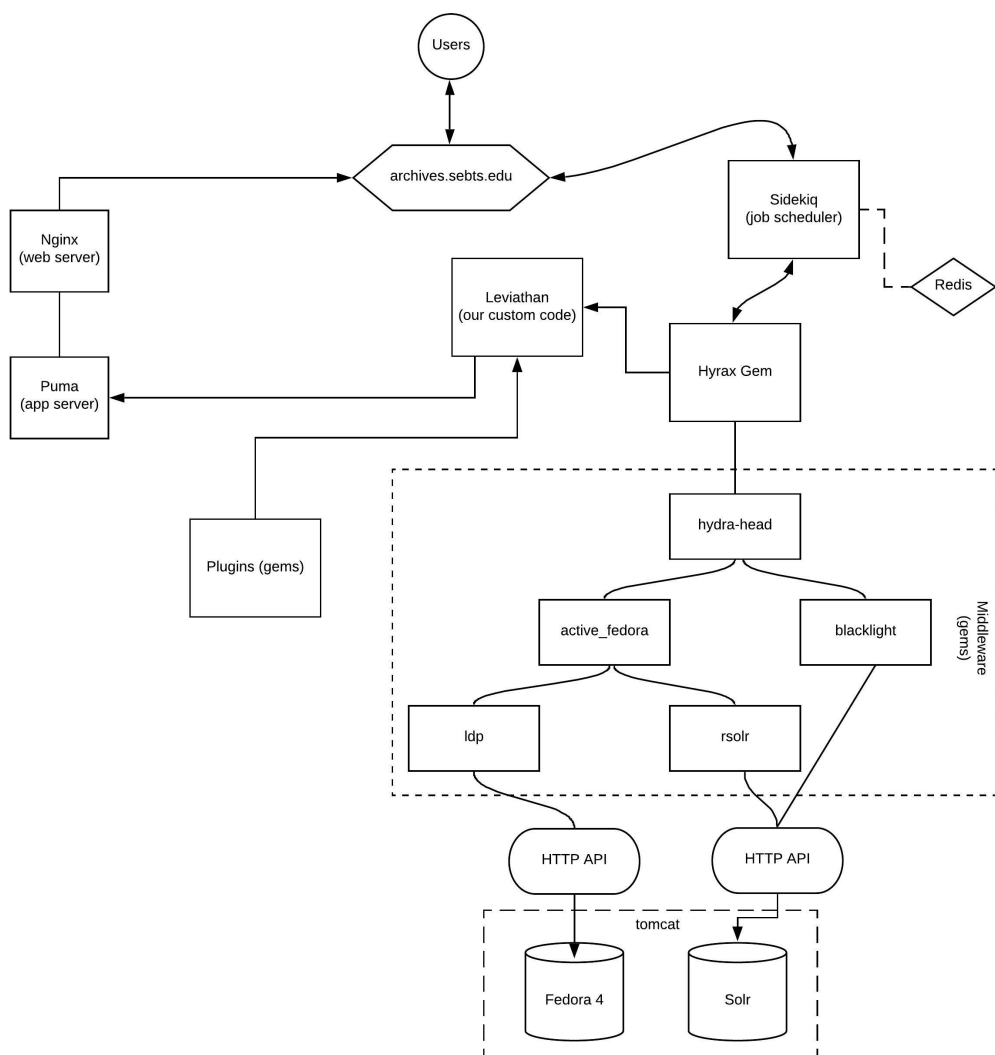 Users
archives.sebts.edu
Sidekiq
(job scheduler)
Nginx
(web server)
Redis
Leviathan
(our custom code)
Hyrax Gem
Puma
(app server)
hydra-head
Plugins (gems)
Middleware
(gems)
active_fedora
blacklight
ldp
rsolr
HTTP API
HTTP API
tomcat
Fedora 4
Solr